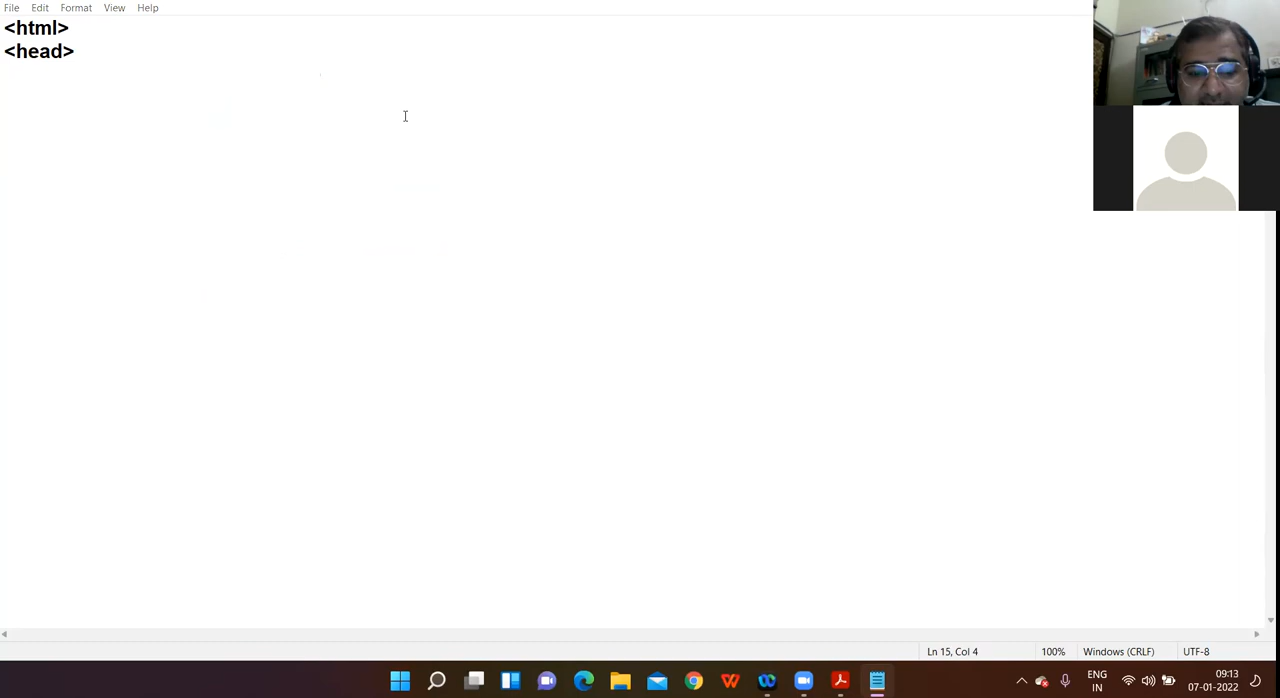 File Edit Format View Help
<html>
<head>
Ln 15, Col 4 100% Windows (CRLF) UTF-8
ENG 09:13
IN 07-01-2022